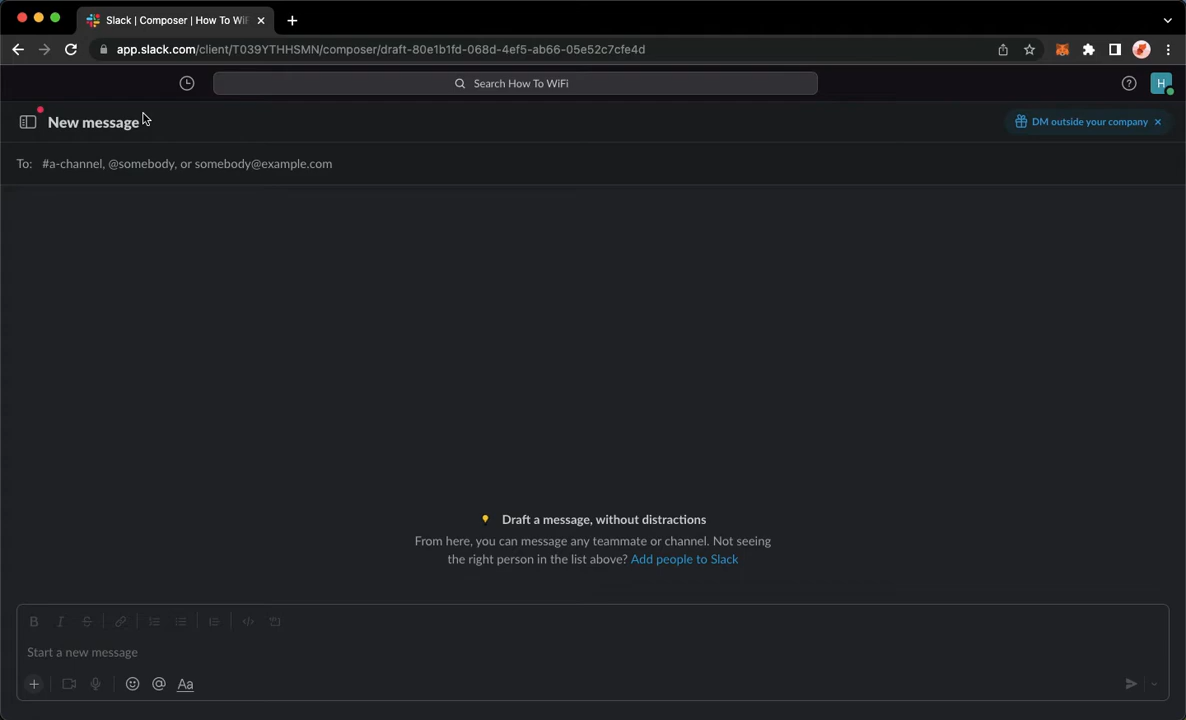 Slack | Composer | How To WiF
app.slack.com/client/T039YTHHSMN/composer/draft-80e1b1fd-068d-4ef5-ab66-05e52c7cfe4d
Search How To WiFi
H
New message
DM outside your company
To: #a-channel, @somebody, or somebody@example.com
Draft a message, without distractions
From here, you can message any teammate or channel. Not seeing
the right person in the list above? Add people to Slack
B I S
Start a new message
Aa